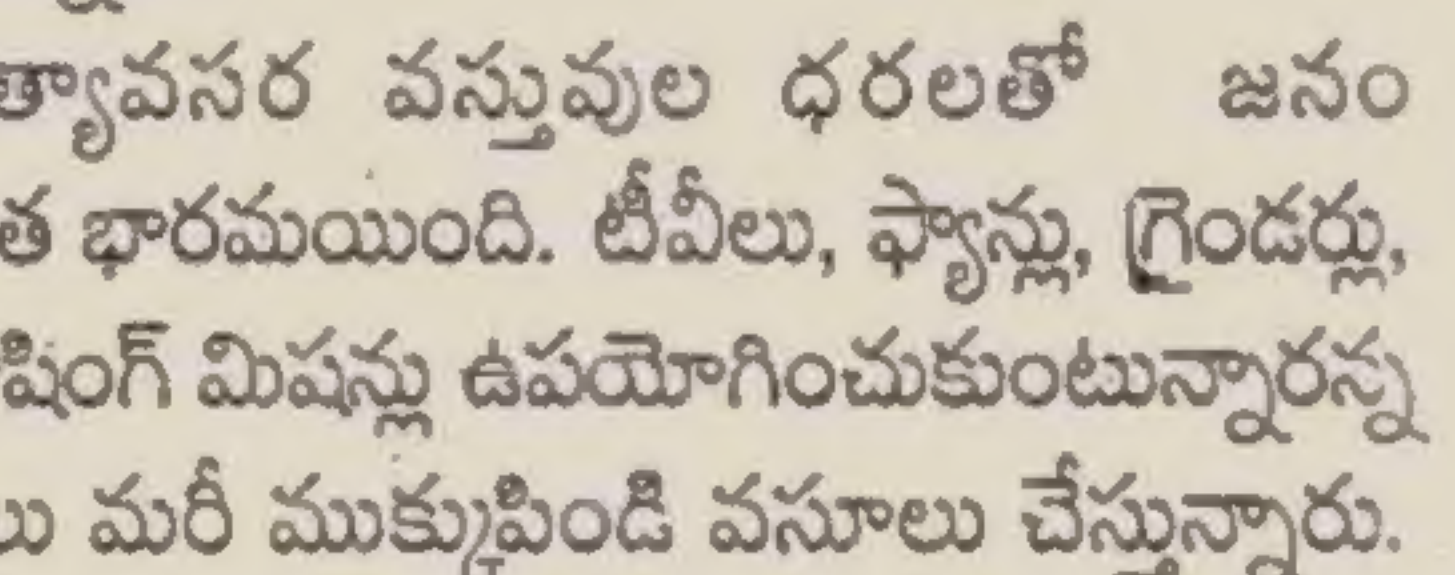 త్యావసర వస్తువుల ధరలతో జనం
త భారమయింది. టీవీలు, ఫ్యాన్లు, గ్రైండర్లు,
షింగ్ మిషన్లు ఉపయోగించుకుంటున్నారన్న
మరీ ముక్కుపిండి వసూలు చేస్తున్నారు.